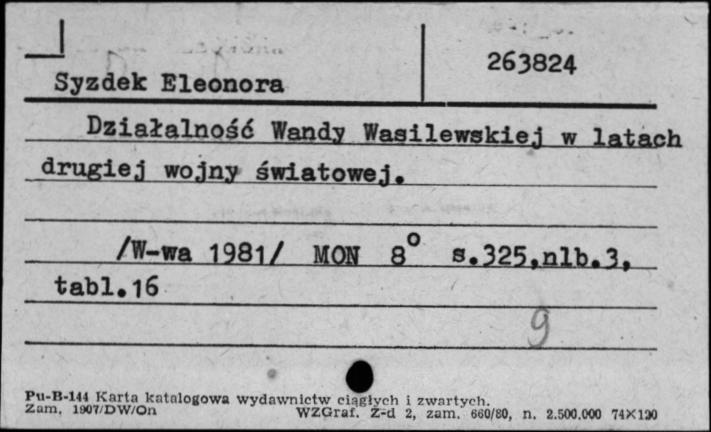 263824
Syzdek Eleonora
Działalność Wandy Wasilewskiej w latach
drugiej wojny światowej.
/W-wa 1981/ MON 8° s.325,nlb.3,
tabl.16
9
Pu-B-144 Karta katalogowa wydawnictw ciągłych i zwartych.
Zam. 1907/DW/On WZGraf. Z-d 2, zam. 660/80, n. 2.500.000 74X120